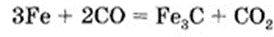 3Fe + 2CO = Fe₃C + CO₂